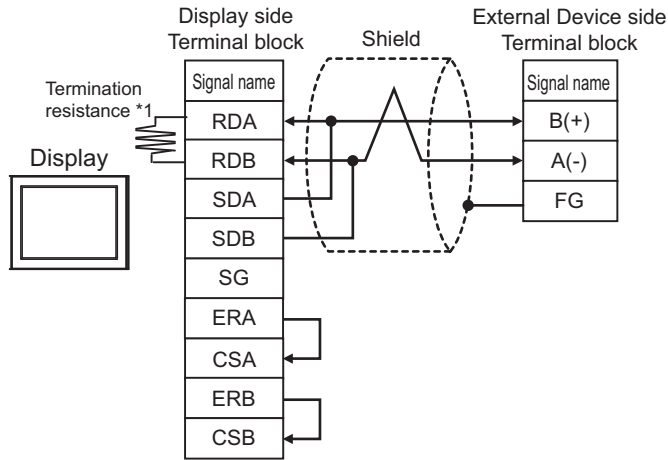 Display side
Terminal block
Shield
External Device side
Terminal block
Termination
resistance *1
Display
Signal name
RDA
RDB
SDA
SDB
SG
ERA
CSA
ERB
CSB
Signal name
B(+)
A(-)
FG